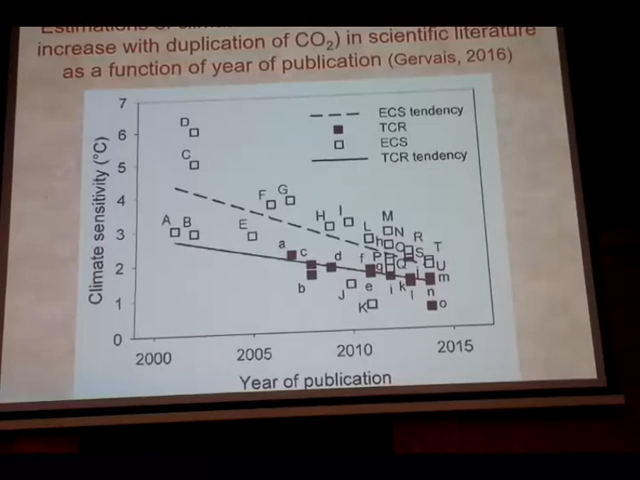 increase with duplication of CO2) in scientific literature
as a function of year of publication (Gervais, 2016)
7
6
5
4
3
2
1
0
Climate sensitivity (°C)
ECS tendency
TCR
ECS
TCR tendency
D
C
A B
E
F G
H I
J
K
L
M
N
O
P
Q
R
S
T
U
a
b
c
d
e
f
g
h
i
j
k
l
m
n
o
2000 2005 2010 2015
Year of publication